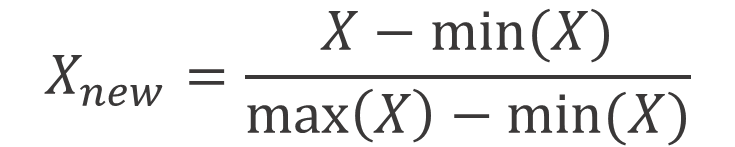 X_new = (X − min(X)) / (max(X) − min(X))